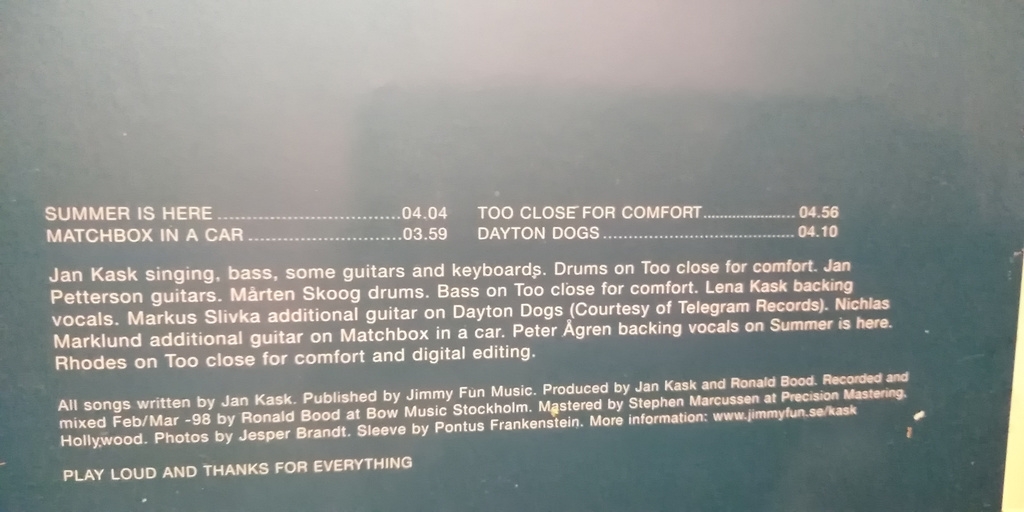 SUMMER IS HERE ..............................04.04
MATCHBOX IN A CAR .........................03.59
TOO CLOSE FOR COMFORT...................... 04.56
DAYTON DOGS ...................................... 04.10
Jan Kask singing, bass, some guitars and keyboards. Drums on Too close for comfort. Jan
Petterson guitars. Mårten Skoog drums. Bass on Too close for comfort. Lena Kask backing
vocals. Markus Slivka additional guitar on Dayton Dogs (Courtesy of Telegram Records). Nichlas
Marklund additional guitar on Matchbox in a car. Peter Ågren backing vocals on Summer is here.
Rhodes on Too close for comfort and digital editing.
All songs written by Jan Kask. Published by Jimmy Fun Music. Produced by Jan Kask and Ronald Bood. Recorded and
mixed Feb/Mar -98 by Ronald Bood at Bow Music Stockholm. Mastered by Stephen Marcussen at Precision Mastering,
Hollywood. Photos by Jesper Brandt. Sleeve by Pontus Frankenstein. More information: www.jimmyfun.se/kask
PLAY LOUD AND THANKS FOR EVERYTHING